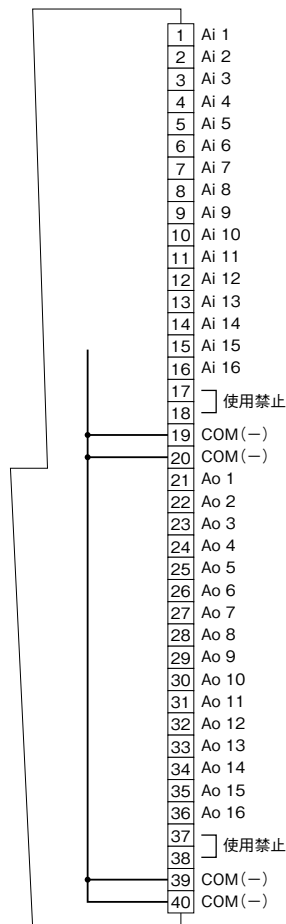 1 Ai 1
2 Ai 2
3 Ai 3
4 Ai 4
5 Ai 5
6 Ai 6
7 Ai 7
8 Ai 8
9 Ai 9
10 Ai 10
11 Ai 11
12 Ai 12
13 Ai 13
14 Ai 14
15 Ai 15
16 Ai 16
17
使用禁止
18
19 COM(－)
20 COM(－)
21 Ao 1
22 Ao 2
23 Ao 3
24 Ao 4
25 Ao 5
26 Ao 6
27 Ao 7
28 Ao 8
29 Ao 9
30 Ao 10
31 Ao 11
32 Ao 12
33 Ao 13
34 Ao 14
35 Ao 15
36 Ao 16
37
使用禁止
38
39 COM(－)
40 COM(－)